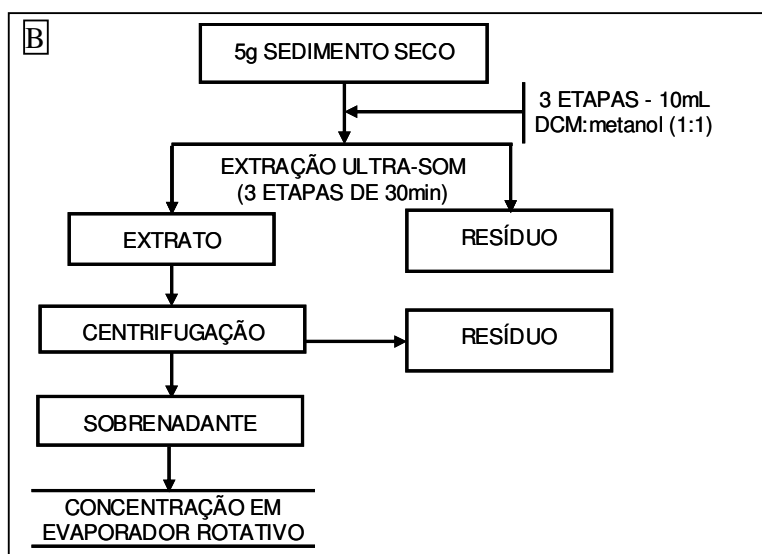 B
5g SEDIMENTO SECO
3 ETAPAS - 10mL
DCM:metanol (1:1)
EXTRAÇÃO ULTRA-SOM
(3 ETAPAS DE 30min)
EXTRATO
RESÍDUO
CENTRIFUGAÇÃO
RESÍDUO
SOBRENADANTE
CONCENTRAÇÃO EM
EVAPORADOR ROTATIVO